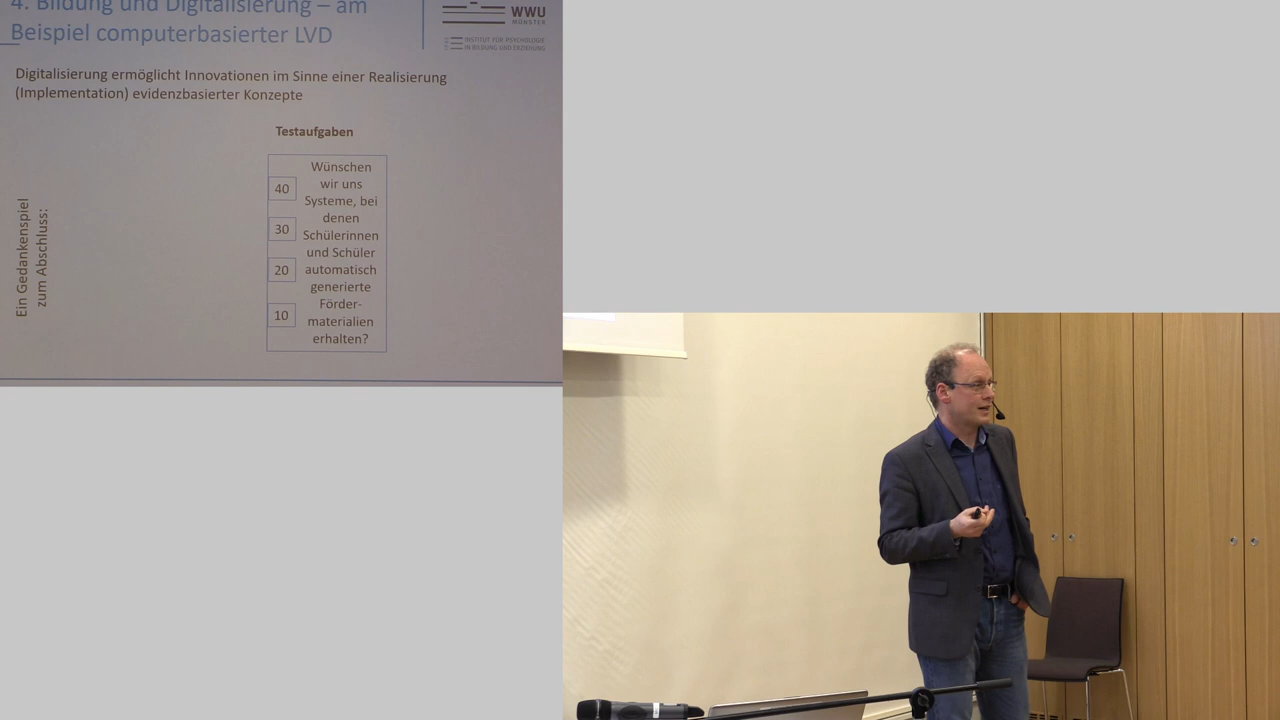 4. Bildung und Digitalisierung – am
Beispiel computerbasierter LVD
WWU
MÜNSTER
INSTITUT FÜR PSYCHOLOGIE
IN BILDUNG UND ERZIEHUNG
Digitalisierung ermöglicht Innovationen im Sinne einer Realisierung
(Implementation) evidenzbasierter Konzepte
Testaufgaben
Ein Gedankenspiel
zum Abschluss:
40
30
20
10
Wünschen
wir uns
Systeme, bei
denen
Schülerinnen
und Schüler
automatisch
generierte
Förder-
materialien
erhalten?